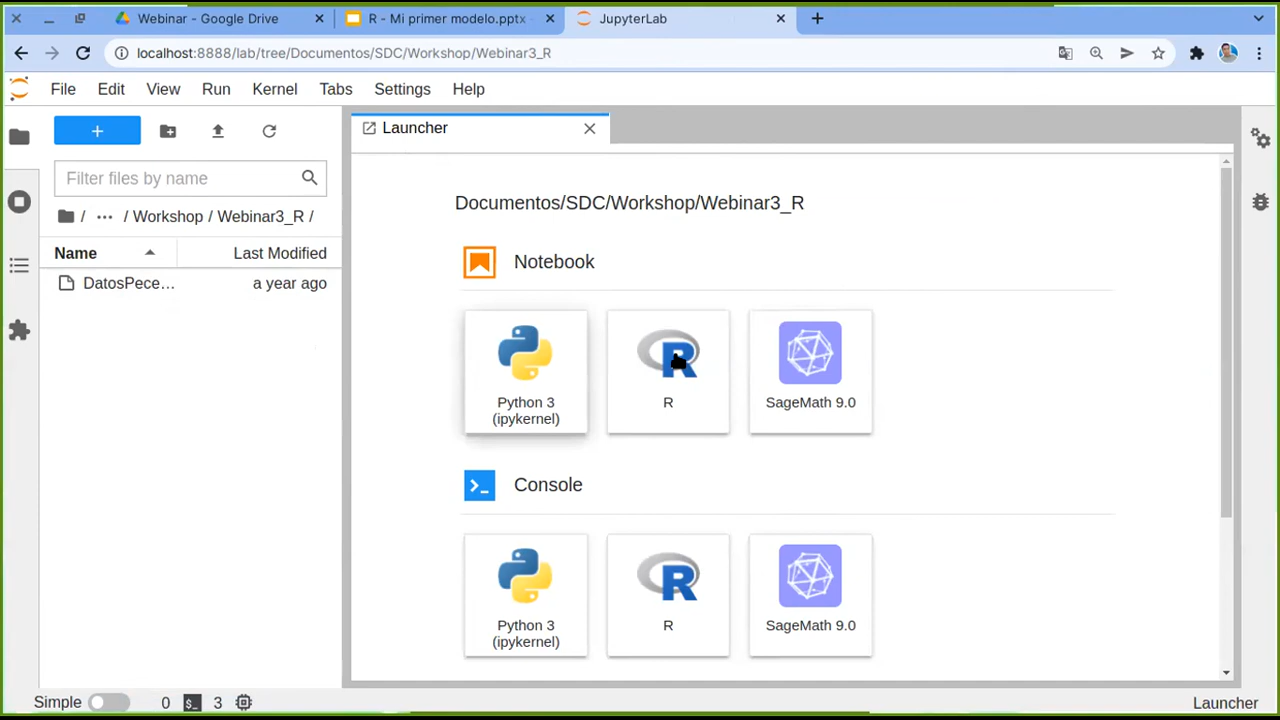 Webinar - Google Drive
R - Mi primer modelo.pptx -
JupyterLab
localhost:8888/lab/tree/Documentos/SDC/Workshop/Webinar3_R
File Edit View Run Kernel Tabs Settings Help
Launcher
Filter files by name
/ ··· / Workshop / Webinar3_R /
Name Last Modified
DatosPece… a year ago
Documentos/SDC/Workshop/Webinar3_R
Notebook
Python 3
(ipykernel)
R
SageMath 9.0
Console
Python 3
(ipykernel)
R
SageMath 9.0
Simple 0 $_ 3 Launcher